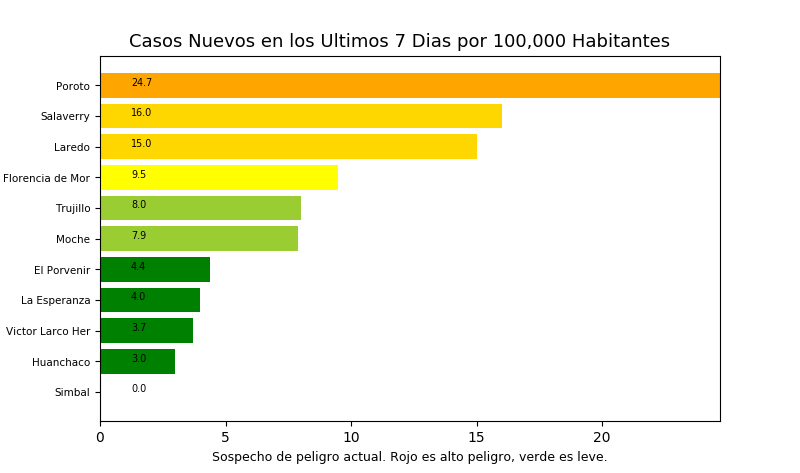 Casos Nuevos en los Ultimos 7 Dias por 100,000 Habitantes
Poroto 24.7
Salaverry 16.0
Laredo 15.0
Florencia de Mor 9.5
Trujillo 8.0
Moche 7.9
El Porvenir 4.4
La Esperanza 4.0
Victor Larco Her 3.7
Huanchaco 3.0
Simbal 0.0
0 5 10 15 20
Sospecho de peligro actual. Rojo es alto peligro, verde es leve.